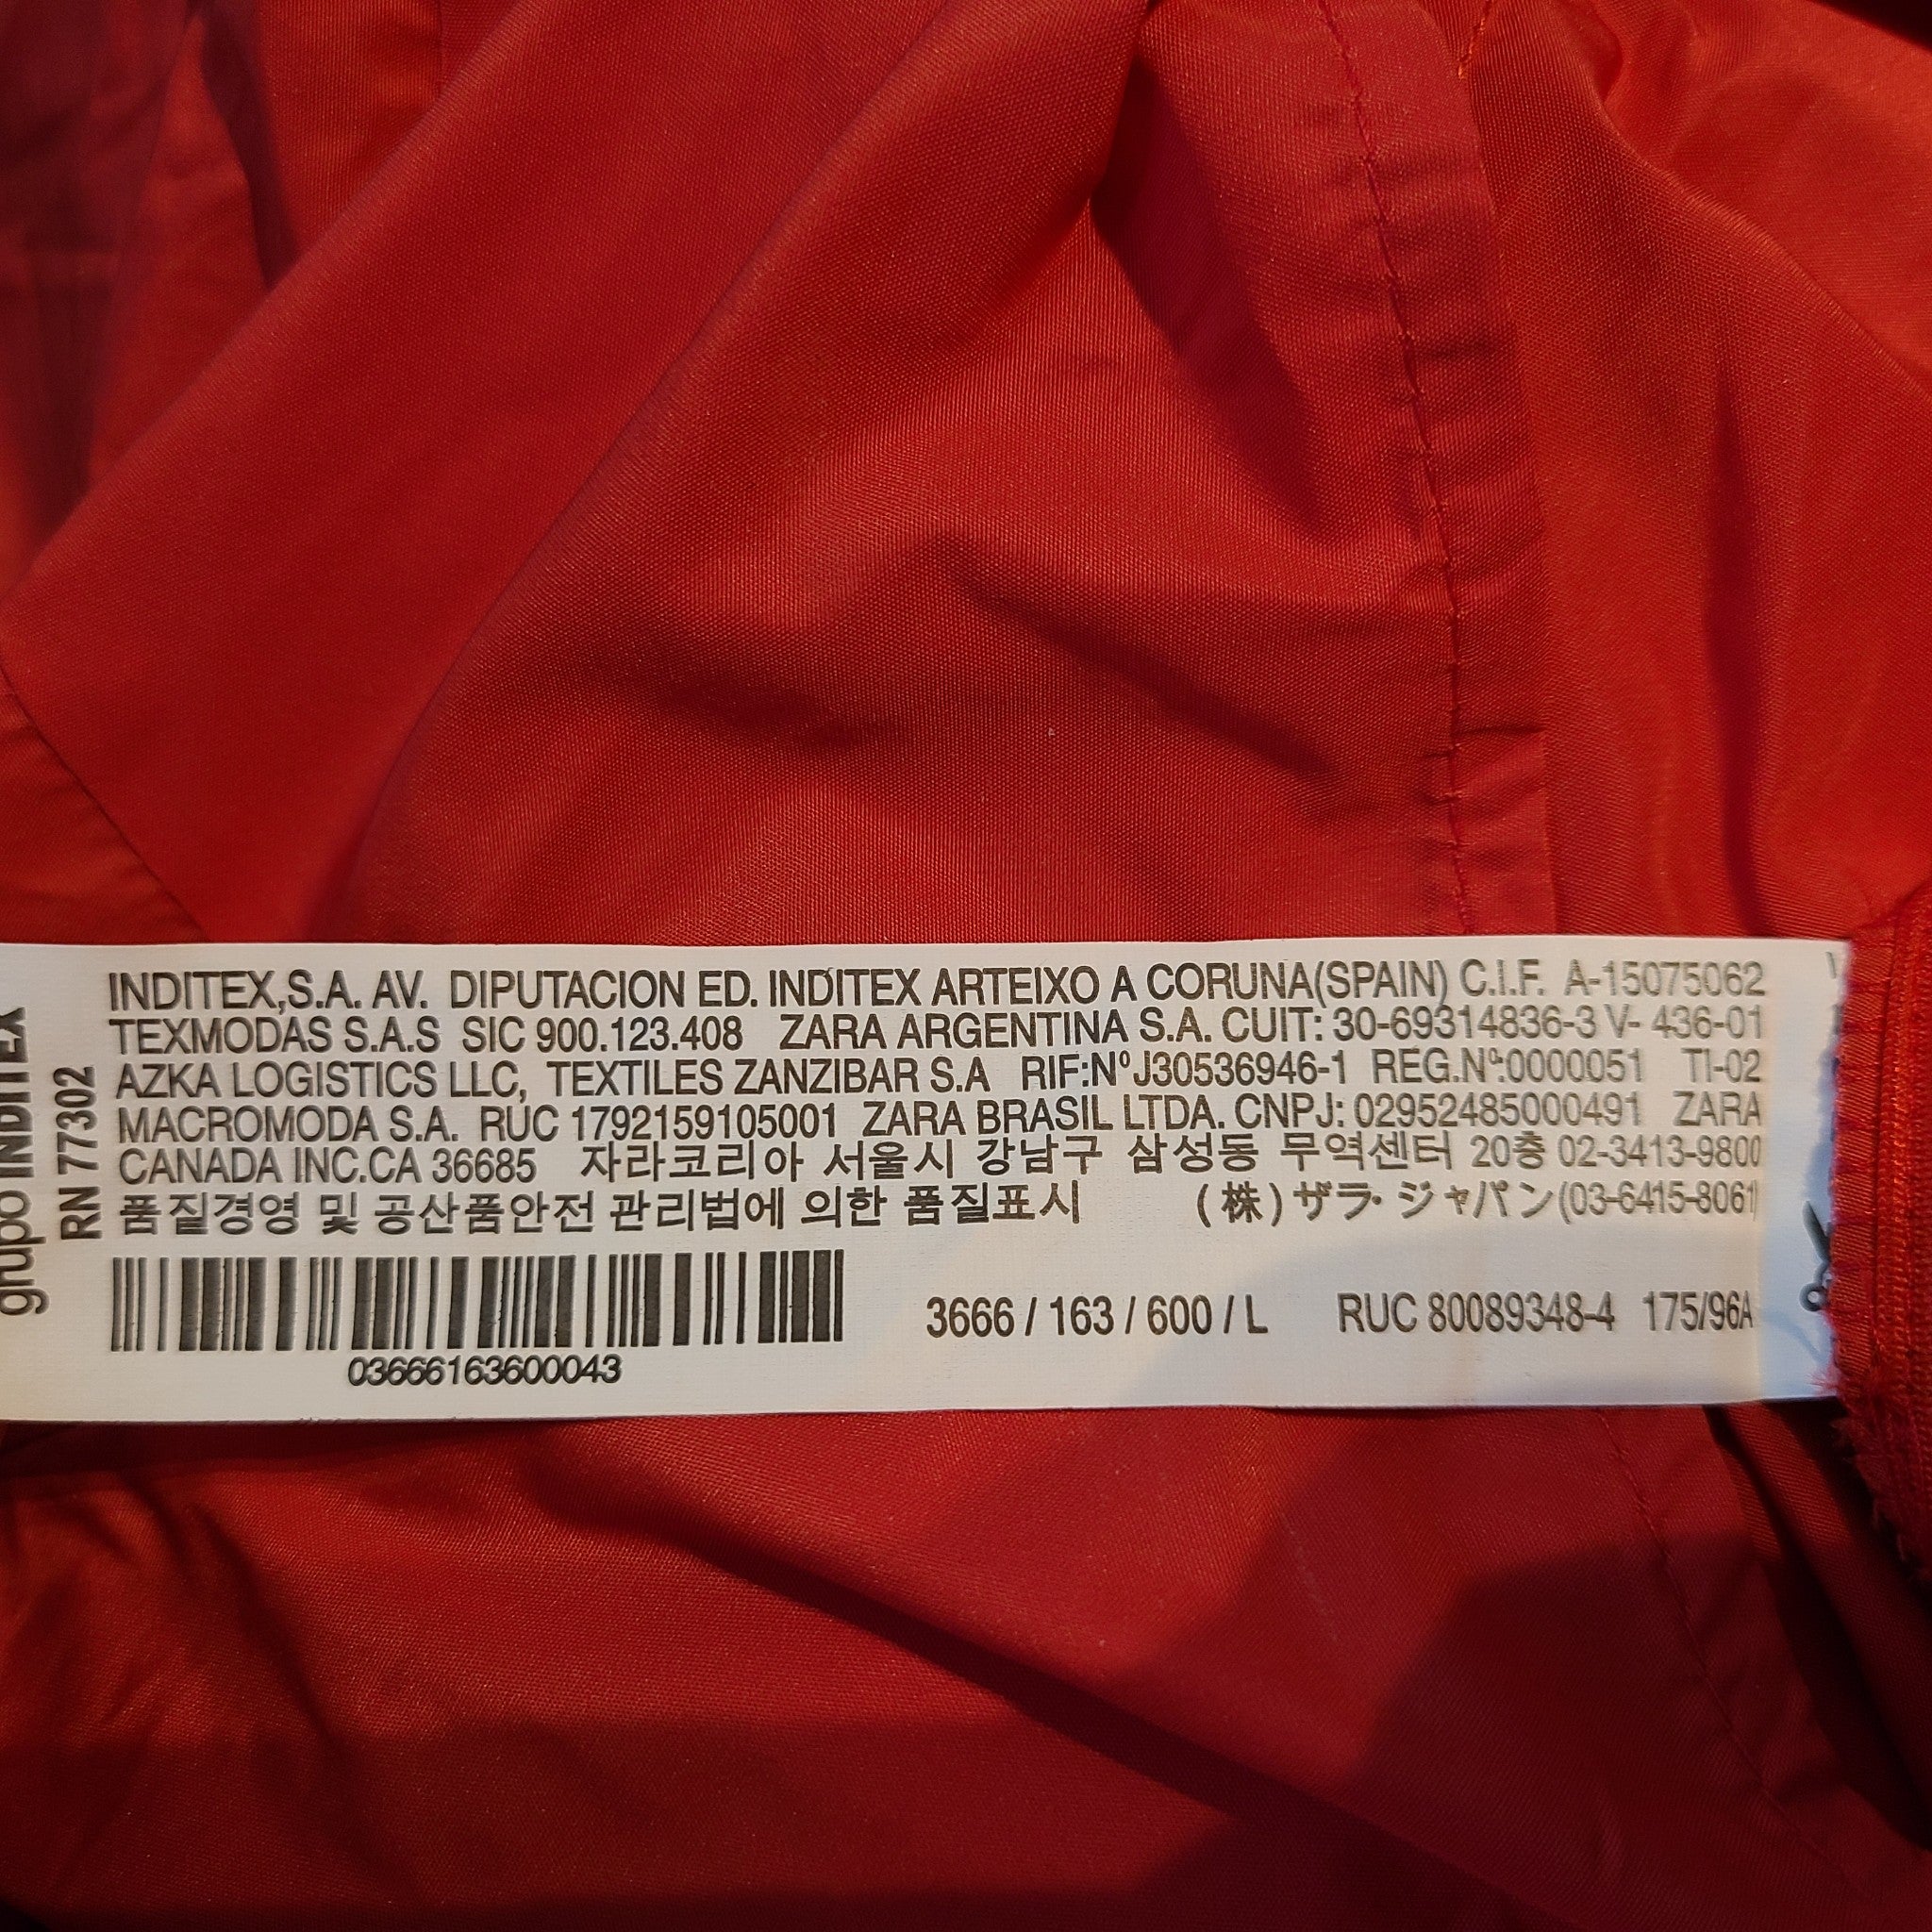 grupo INDITEX
RN 77302
INDITEX,S.A. AV. DIPUTACION ED. INDITEX ARTEIXO A CORUNA(SPAIN) C.I.F. A-15075062
TEXMODAS S.A.S SIC 900.123.408 ZARA ARGENTINA S.A. CUIT: 30-69314836-3 V- 436-01
AZKA LOGISTICS LLC, TEXTILES ZANZIBAR S.A RIF:NºJ30536946-1 REG.Nº:0000051 TI-02
MACROMODA S.A. RUC 1792159105001 ZARA BRASIL LTDA. CNPJ: 02952485000491 ZARA
CANADA INC.CA 36685 자라코리아 서울시 강남구 삼성동 무역센터 20층 02-3413-9800
품질경영 및 공산품안전 관리법에 의한 품질표시 (株)ザラ・ジャパン(03-6415-8061)
03666163600043
3666 / 163 / 600 / L RUC 80089348-4 175/96A